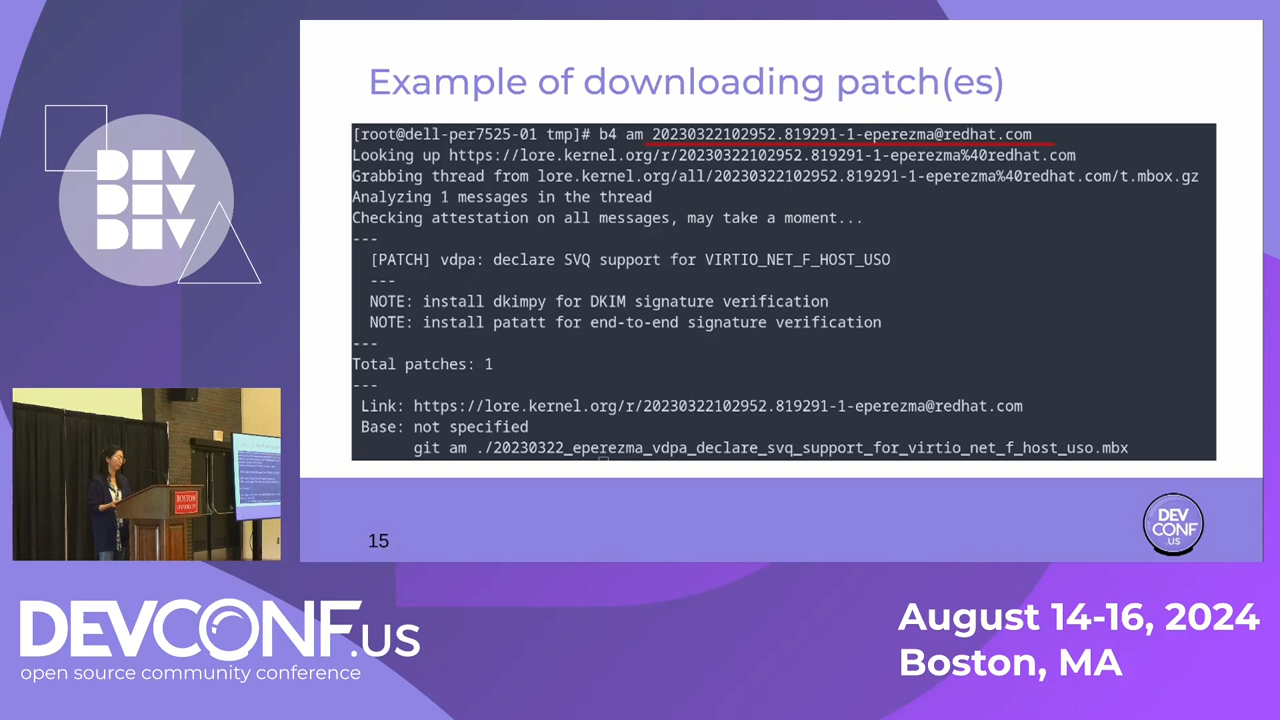 DEV
DEV
DEV
Example of downloading patch(es)
[root@dell-per7525-01 tmp]# b4 am 20230322102952.819291-1-eperezma@redhat.com
Looking up https://lore.kernel.org/r/20230322102952.819291-1-eperezma%40redhat.com
Grabbing thread from lore.kernel.org/all/20230322102952.819291-1-eperezma%40redhat.com/t.mbox.gz
Analyzing 1 messages in the thread
Checking attestation on all messages, may take a moment...
---
[PATCH] vdpa: declare SVQ support for VIRTIO_NET_F_HOST_USO
---
NOTE: install dkimpy for DKIM signature verification
NOTE: install patatt for end-to-end signature verification
---
Total patches: 1
---
Link: https://lore.kernel.org/r/20230322102952.819291-1-eperezma@redhat.com
Base: not specified
git am ./20230322_eperezma_vdpa_declare_svq_support_for_virtio_net_f_host_uso.mbx
15
DEV
CONF
.US
BOSTON
DEVCONF.US
open source community conference
August 14-16, 2024
Boston, MA